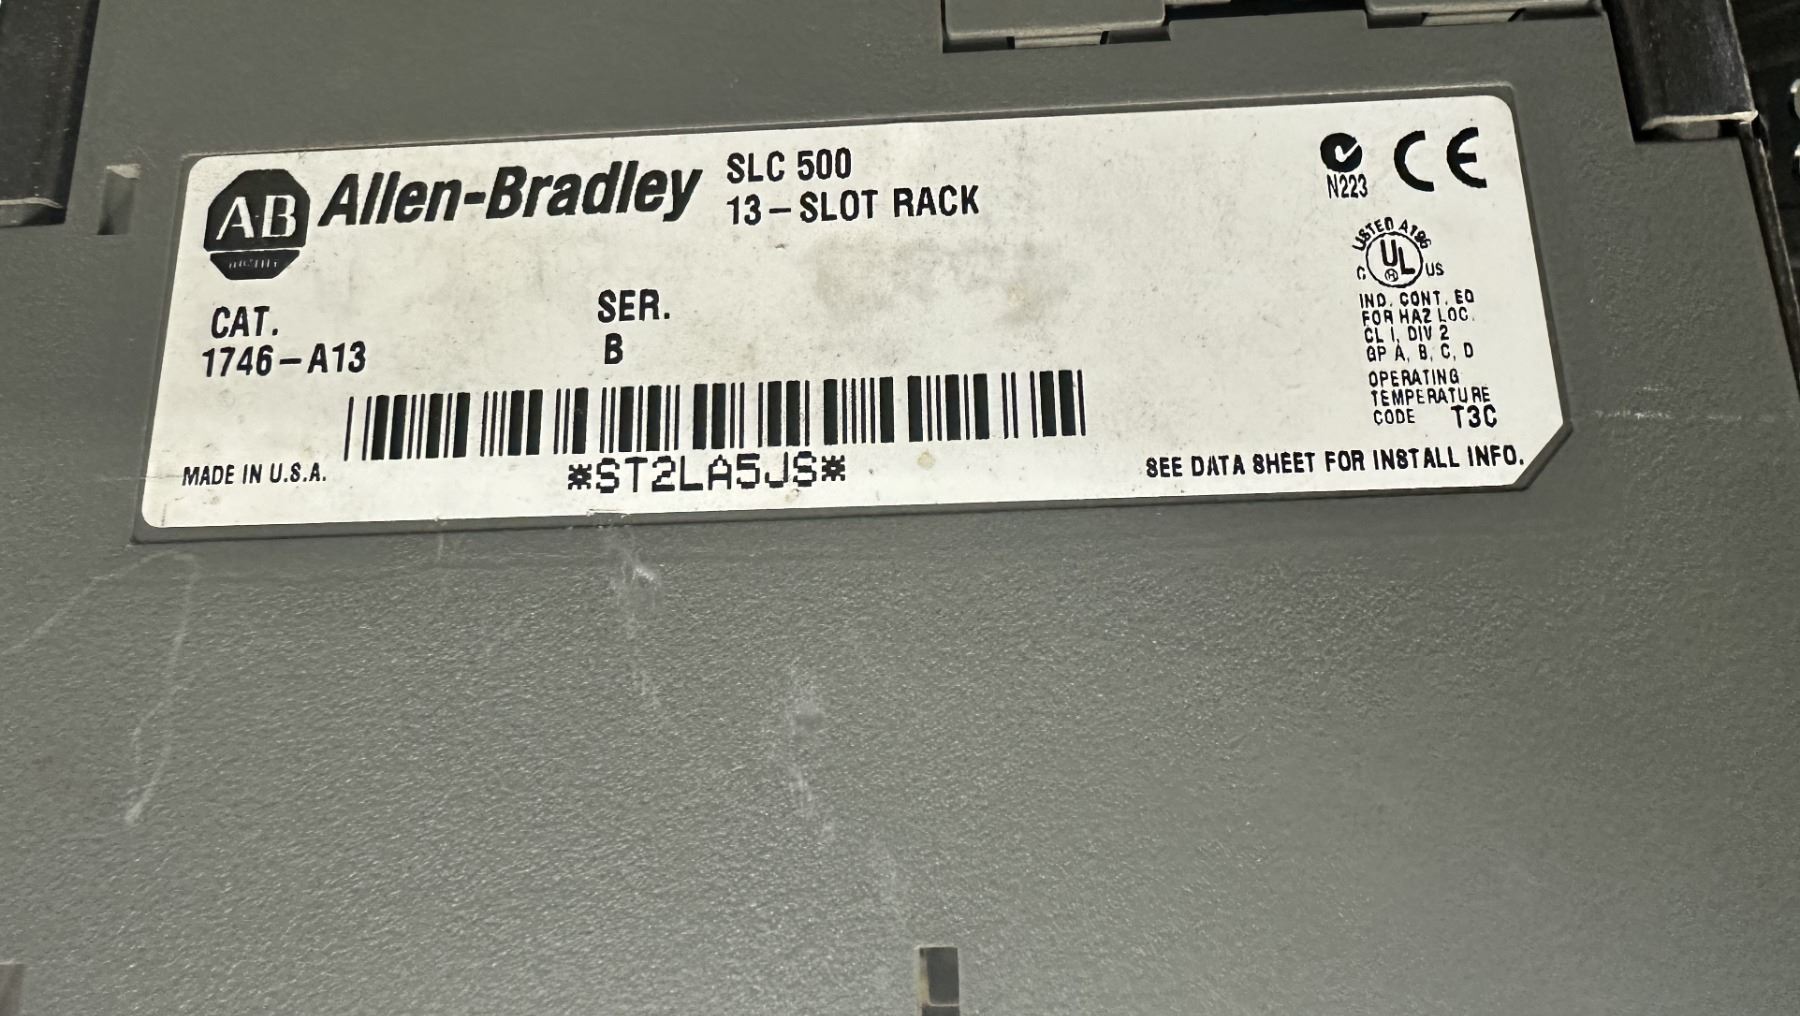 AB
Allen-Bradley
SLC 500
13-SLOT RACK
N223
CE
CAT.
1746-A13
SER.
B
LISTED A196
C UL US
IND. CONT. EQ
FOR HAZ LOC.
CL I, DIV 2
GP A, B, C, D
OPERATING
TEMPERATURE
CODE T3C
MADE IN U.S.A.
*ST2LA5JS*
SEE DATA SHEET FOR INSTALL INFO.